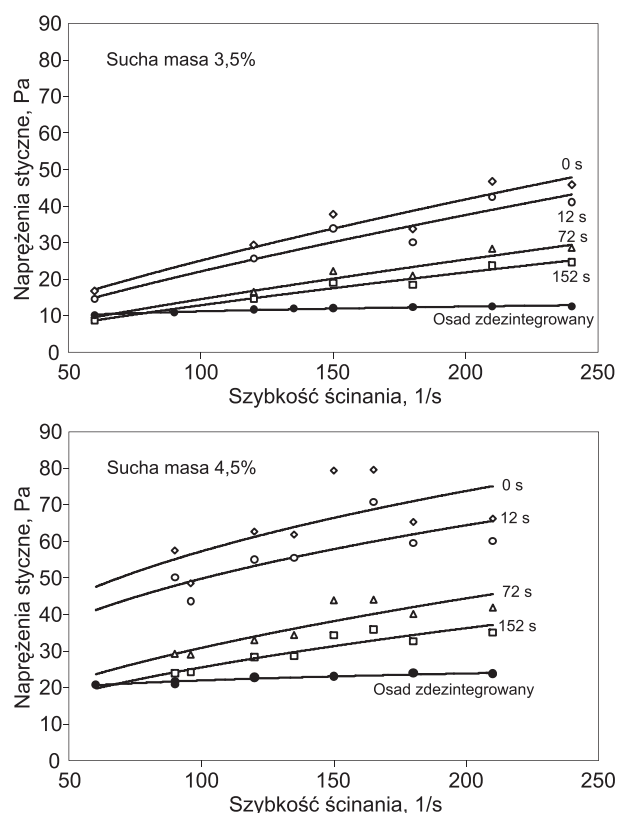 90
80
Sucha masa 3,5%
70
60
50
40
30
20
10
0
Naprężenia styczne, Pa
0 s
12 s
72 s
152 s
Osad zdezintegrowany
50
100
150
200
250
Szybkość ścinania, 1/s
90
80
Sucha masa 4,5%
70
60
50
40
30
20
10
0
Naprężenia styczne, Pa
0 s
12 s
72 s
152 s
Osad zdezintegrowany
50
100
150
200
250
Szybkość ścinania, 1/s